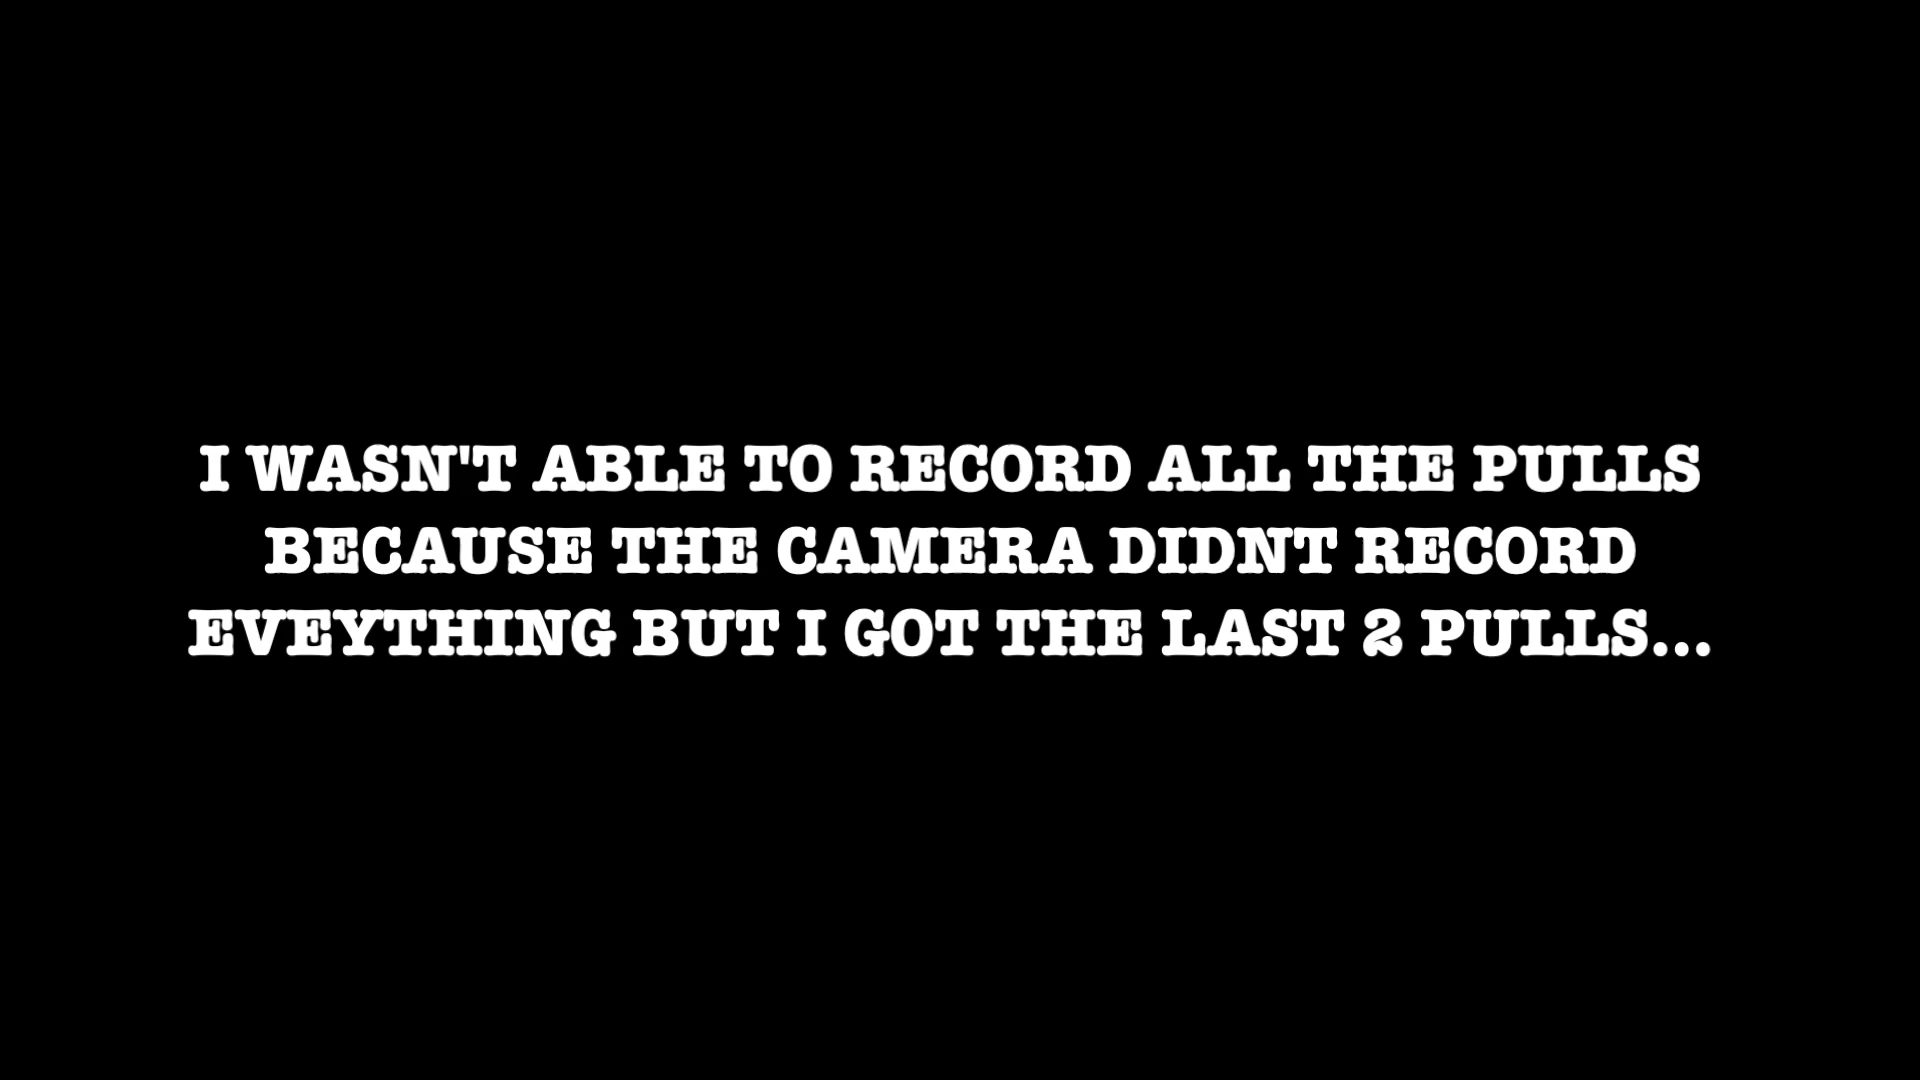 I WASN'T ABLE TO RECORD ALL THE PULLS
BECAUSE THE CAMERA DIDNT RECORD
EVEYTHING BUT I GOT THE LAST 2 PULLS...